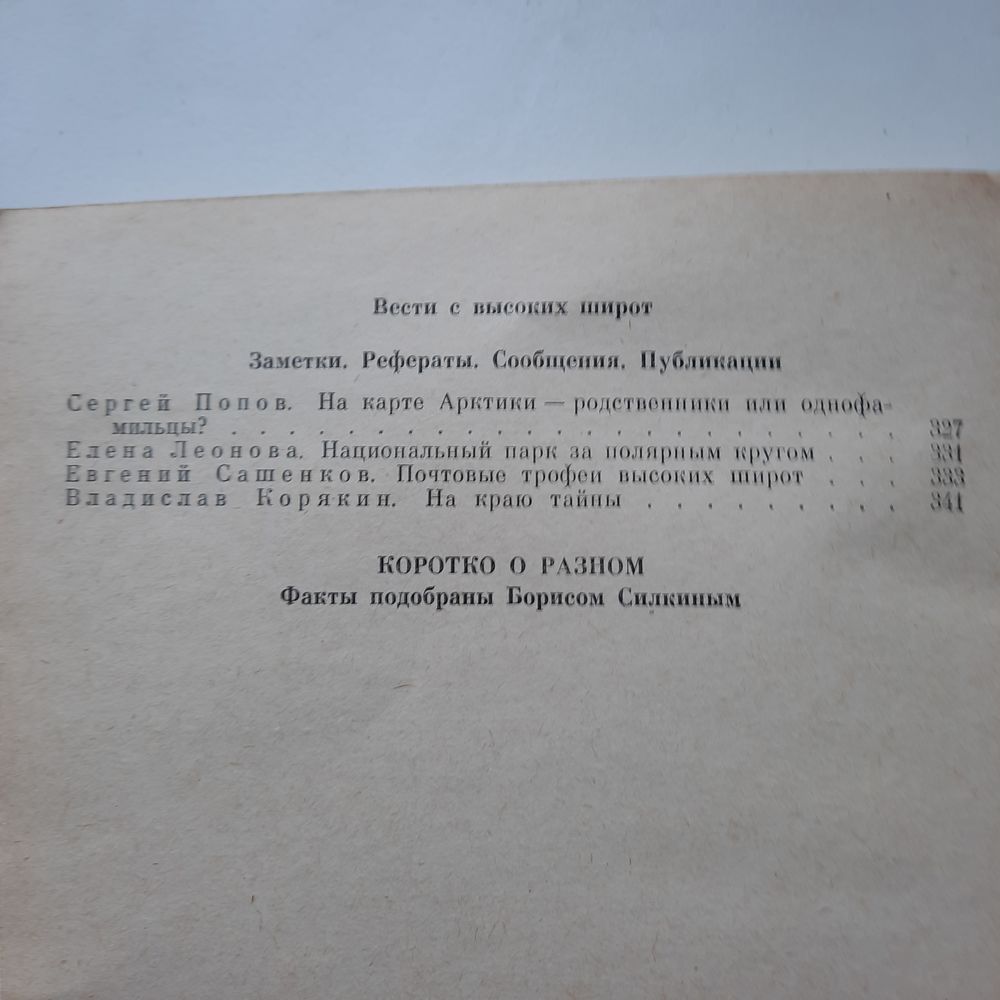 Вести с высоких широт
Заметки. Рефераты. Сообщения. Публикации
Сергей Попов. На карте Арктики — родственники или однофа-
мильцы? . . . . . . . . . . . . . . . . . . . . . . . 327
Елена Леонова. Национальный парк за полярным кругом . . . 331
Евгений Сашенков. Почтовые трофеи высоких широт . . . . 333
Владислав Корякин. На краю тайны . . . . . . . . . 341
КОРОТКО О РАЗНОМ
Факты подобраны Борисом Силкиным